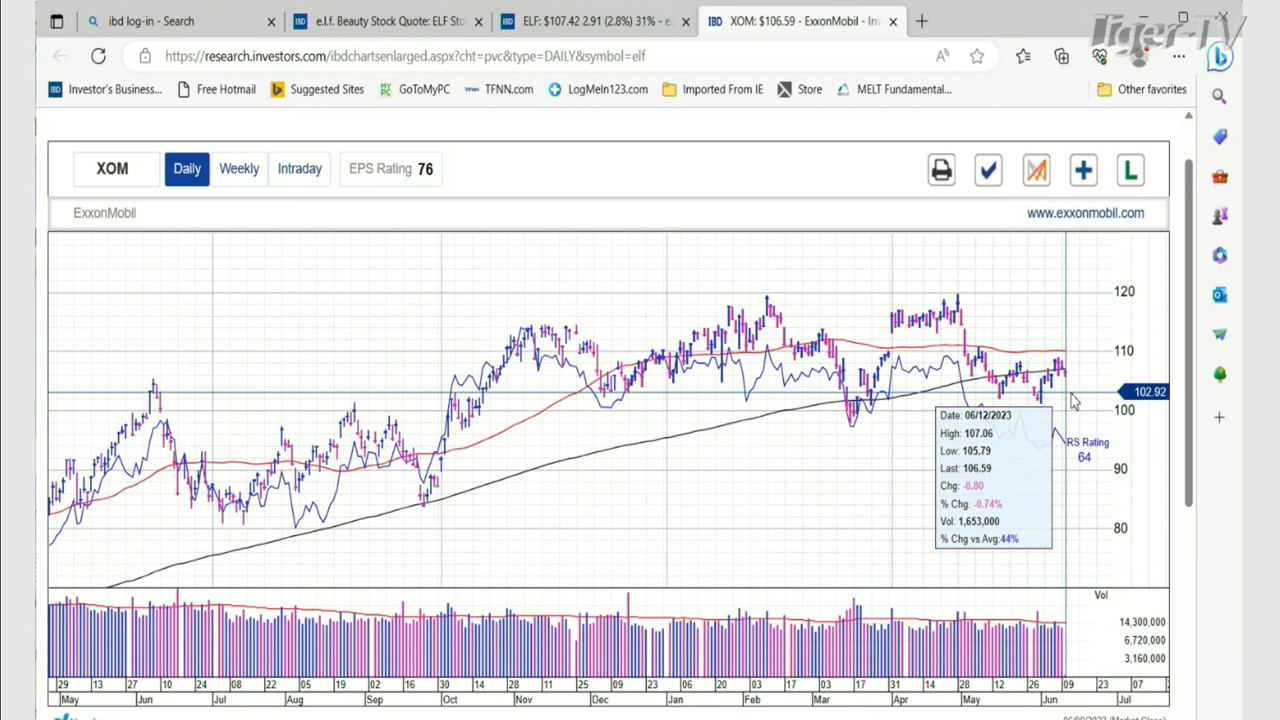 ibd log-in - Search
e.l.f. Beauty Stock Quote: ELF Sto
ELF: $107.42 2.91 (2.8%) 31% - e.
XOM: $106.59 - ExxonMobil - Inv
Tiger-TV
https://research.investors.com/ibdchartsenlarged.aspx?cht=pvc&type=DAILY&symbol=elf
IBD Investor's Business...
Free Hotmail
Suggested Sites
GoToMyPC
TFNN.com
LogMeIn123.com
Imported From IE
Store
MELT Fundamental...
Other favorites
XOM
Daily
Weekly
Intraday
EPS Rating 76
L
ExxonMobil
www.exxonmobil.com
120
110
102.92
100
90
80
Date: 06/12/2023
High: 107.06
Low: 105.79
Last: 106.59
Chg: -0.80
% Chg: -0.74%
Vol: 1,653,000
% Chg vs Avg:44%
RS Rating
64
Vol
14,300,000
6,720,000
3,160,000
29 13 27 10 24 08 22 05 19 02 16 30 14 28 11 25 09 23 06 20 03 17 03 17 31 14 28 12 26 09 23 07
May Jun Jul Aug Sep Oct Nov Dec Jan Feb Mar Apr May Jun Jul